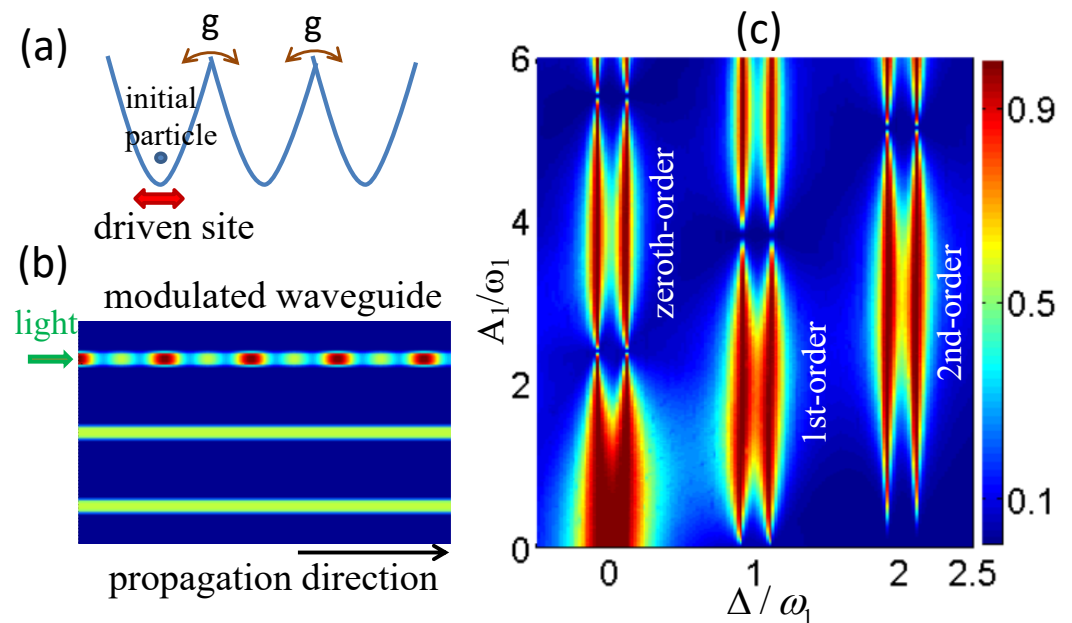 (a)
g
g
initial
particle
driven site
(b)
modulated waveguide
light
propagation direction
(c)
6
4
2
0
A₁/ω₁
zeroth-order
1st-order
2nd-order
0
1
2
2.5
Δ / ω₁
0.9
0.5
0.1